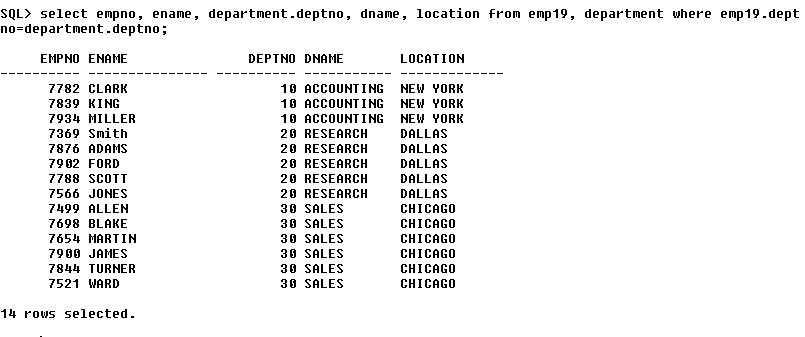 SQL> select empno, ename, department.deptno, dname, location from emp19, department where emp19.dept
no=department.deptno;
EMPNO ENAME DEPTNO DNAME LOCATION
---------- --------------- ---------- ----------- -------------
7782 CLARK 10 ACCOUNTING NEW YORK
7839 KING 10 ACCOUNTING NEW YORK
7934 MILLER 10 ACCOUNTING NEW YORK
7369 Smith 20 RESEARCH DALLAS
7876 ADAMS 20 RESEARCH DALLAS
7902 FORD 20 RESEARCH DALLAS
7788 SCOTT 20 RESEARCH DALLAS
7566 JONES 20 RESEARCH DALLAS
7499 ALLEN 30 SALES CHICAGO
7698 BLAKE 30 SALES CHICAGO
7654 MARTIN 30 SALES CHICAGO
7900 JAMES 30 SALES CHICAGO
7844 TURNER 30 SALES CHICAGO
7521 WARD 30 SALES CHICAGO
14 rows selected.